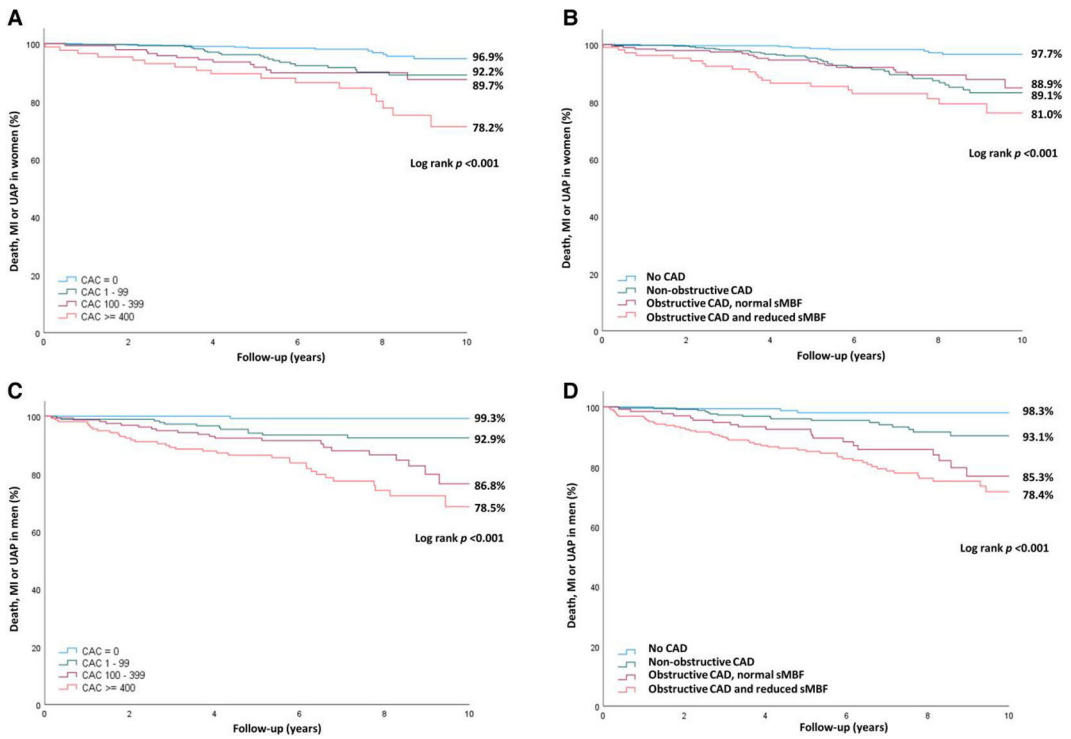 A
Death, MI or UAP in women (%)
100
80
60
40
20
0
96.9%
92.2%
89.7%
78.2%
Log rank p <0.001
CAC = 0
CAC 1 - 99
CAC 100 - 399
CAC >= 400
0 2 4 6 8 10
Follow-up (years)
B
Death, MI or UAP in women (%)
100
80
60
40
20
0
97.7%
88.9%
89.1%
81.0%
Log rank p <0.001
No CAD
Non-obstructive CAD
Obstructive CAD, normal sMBF
Obstructive CAD and reduced sMBF
0 2 4 6 8 10
Follow-up (years)
C
Death, MI or UAP in men (%)
100
80
60
40
20
0
99.3%
92.9%
86.8%
78.5%
Log rank p <0.001
CAC = 0
CAC 1 - 99
CAC 100 - 399
CAC >= 400
0 2 4 6 8 10
Follow-up (years)
D
Death, MI or UAP in men (%)
100
80
60
40
20
0
98.3%
93.1%
85.3%
78.4%
Log rank p <0.001
No CAD
Non-obstructive CAD
Obstructive CAD, normal sMBF
Obstructive CAD and reduced sMBF
0 2 4 6 8 10
Follow-up (years)